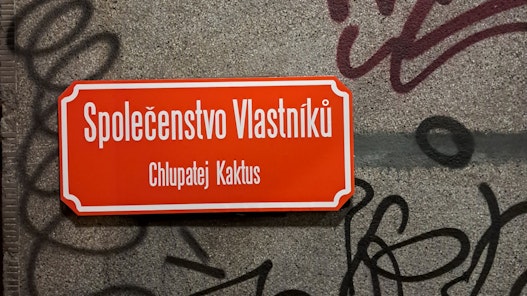 Společenstvo Vlastníků
Chlupatej Kaktus